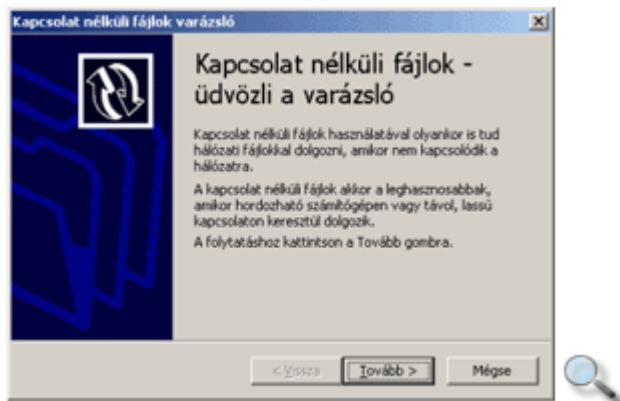 Kapcsolat nélküli fájlok varázsló
Kapcsolat nélküli fájlok -
üdvözli a varázsló
Kapcsolat nélküli fájlok használatával olyankor is tud
hálózati fájlokkal dolgozni, amikor nem kapcsolódik a
hálózatra.
A kapcsolat nélküli fájlok akkor a leghasznosabbak,
amikor hordozható számítógépen vagy távol, lassú
kapcsolaton keresztül dolgozik.
A folytatáshoz kattintson a Tovább gombra.
< Vissza Tovább > Mégse